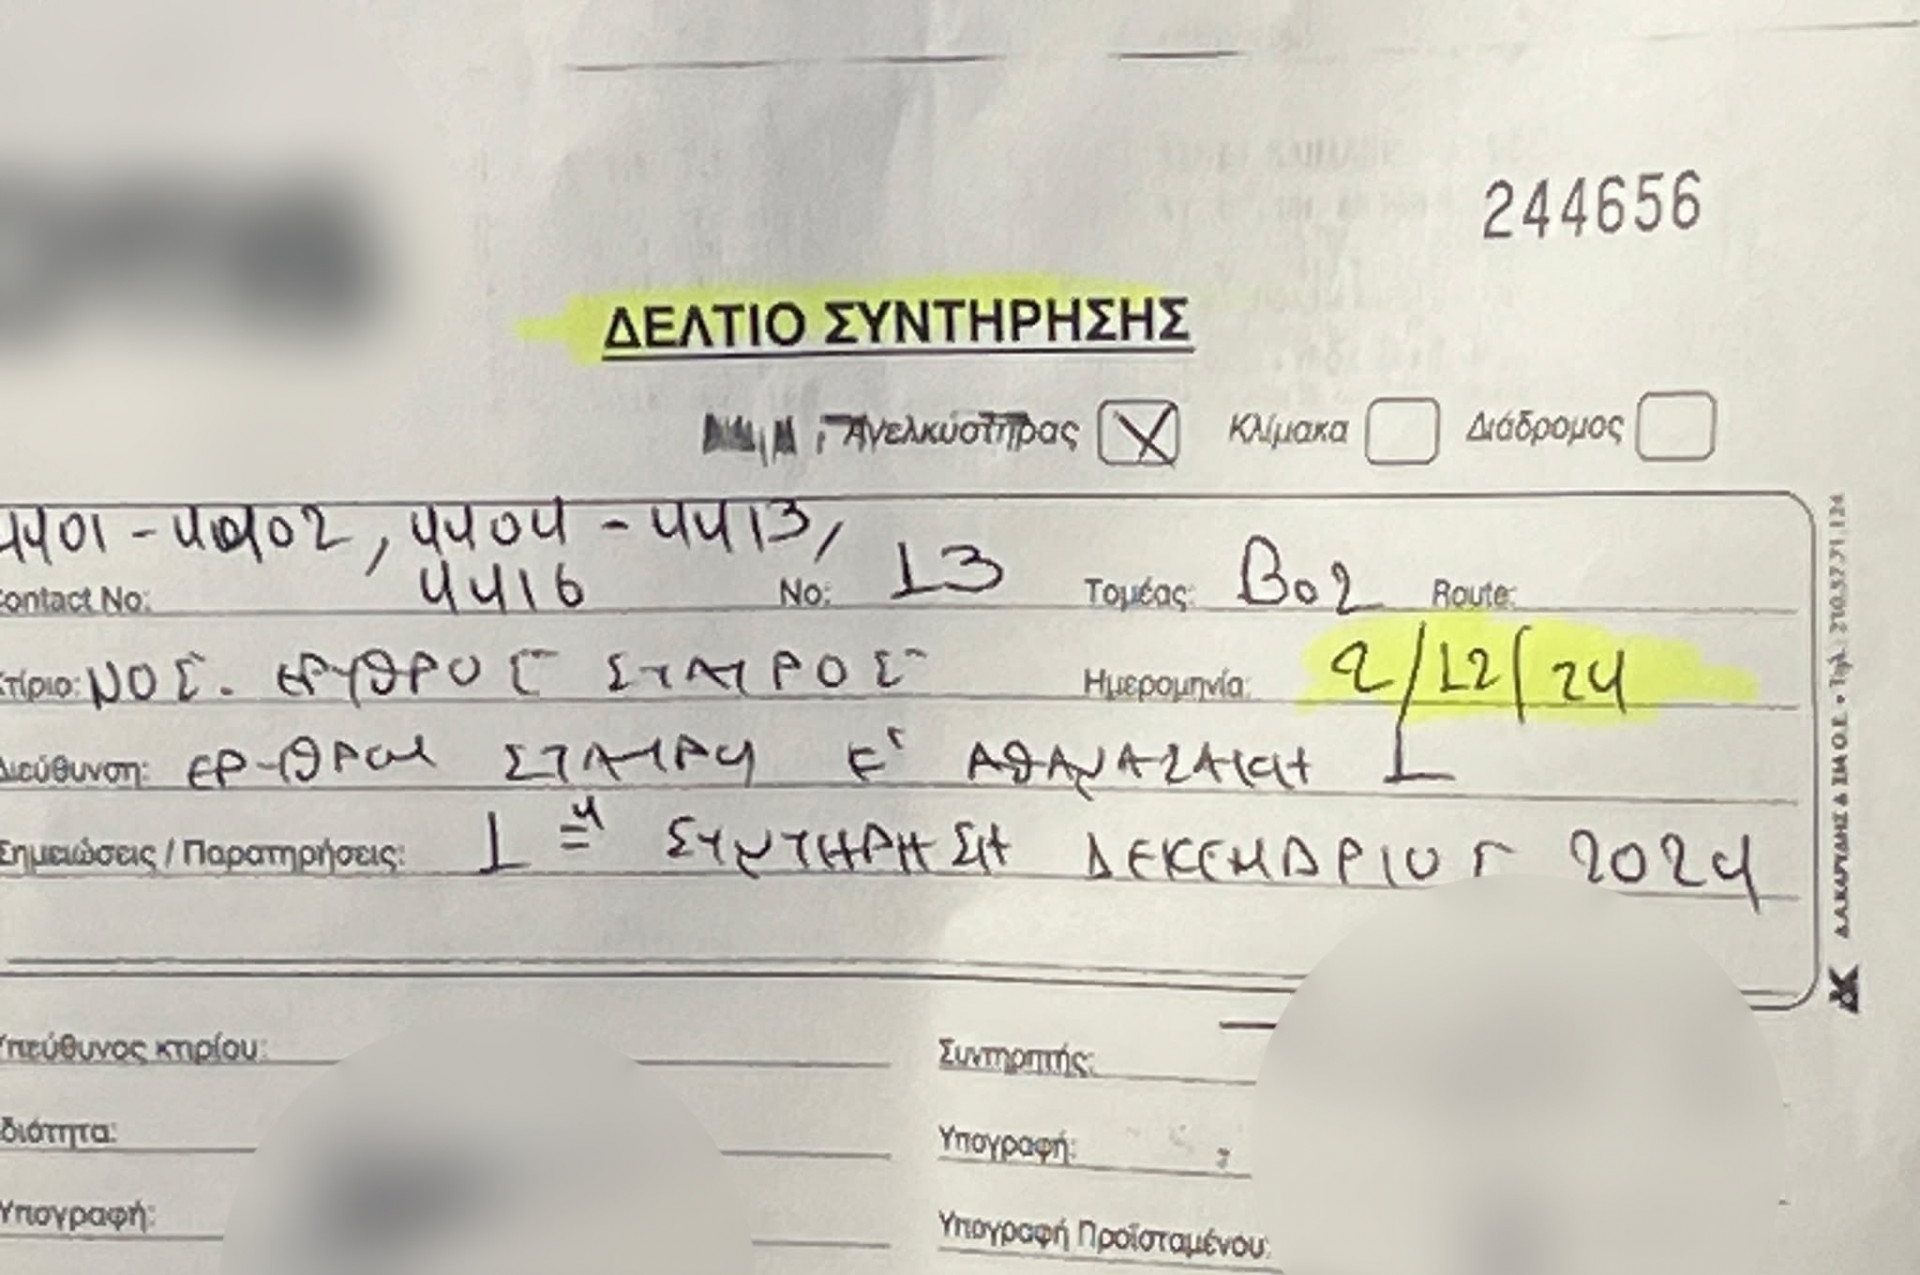 244656
ΔΕΛΤΙΟ ΣΥΝΤΗΡΗΣΗΣ
Ανελκυστήρας X Κλίμακα Διάδρομος
4401-4402, 4404-4413,
Contact No: 4416 No: 13 Τομέας: Β02 Route:
Κτίριο: ΝΟΣ. ΕΡΥΘΡΟΣ ΣΤΑΥΡΟΣ Ημερομηνία: 2/12/24
Διεύθυνση: ΕΡΥΘΡΟΥ ΣΤΑΥΡΟΥ Ε' ΑΘΑΝΑΣΑΚΗ 1
Σημειώσεις / Παρατηρήσεις: 1η ΣΥΝΤΗΡΗΣΗ ΔΕΚΕΜΒΡΙΟΣ 2024
Υπεύθυνος κτιρίου: Συντηρητής:
Ιδιότητα: Υπογραφή:
Υπογραφή: Υπογραφή Προϊσταμένου: